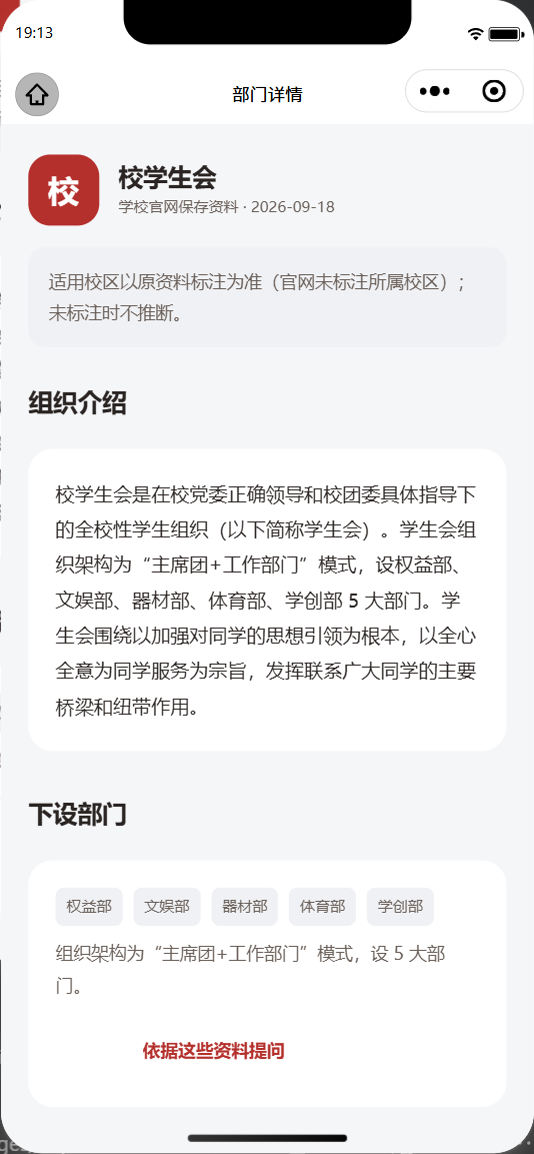 19:13
部门详情
校
校学生会
学校官网保存资料 · 2026-09-18
适用校区以原资料标注为准（官网未标注所属校区）；
未标注时不推断。
组织介绍
校学生会是在校党委正确领导和校团委具体指导下
的全校性学生组织（以下简称学生会）。学生会组
织架构为“主席团+工作部门”模式，设权益部、
文娱部、器材部、体育部、学创部 5 大部门。学
生会围绕以加强对同学的思想引领为根本，以全心
全意为同学服务为宗旨，发挥联系广大同学的主要
桥梁和纽带作用。
下设部门
权益部 文娱部 器材部 体育部 学创部
组织架构为“主席团+工作部门”模式，设 5 大部
门。
依据这些资料提问